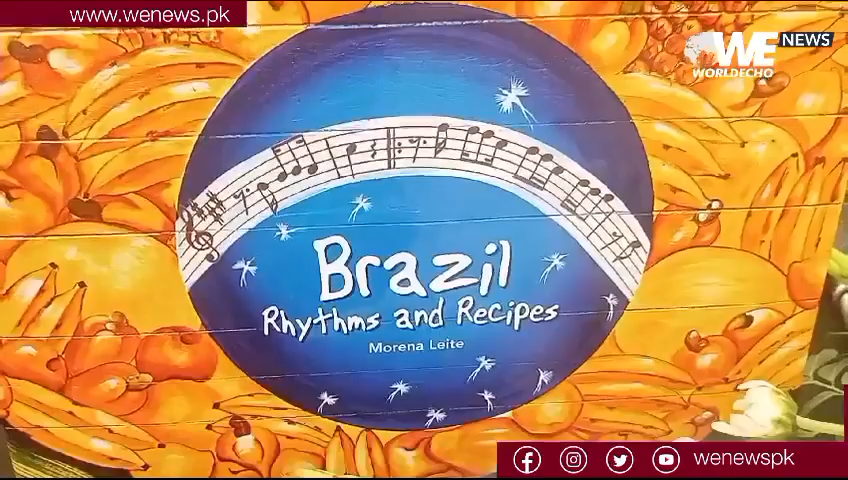 www.wenews.pk
WE NEWS
WORLDECHO
Brazil
Rhythms and Recipes
Morena Leite
wenewspk